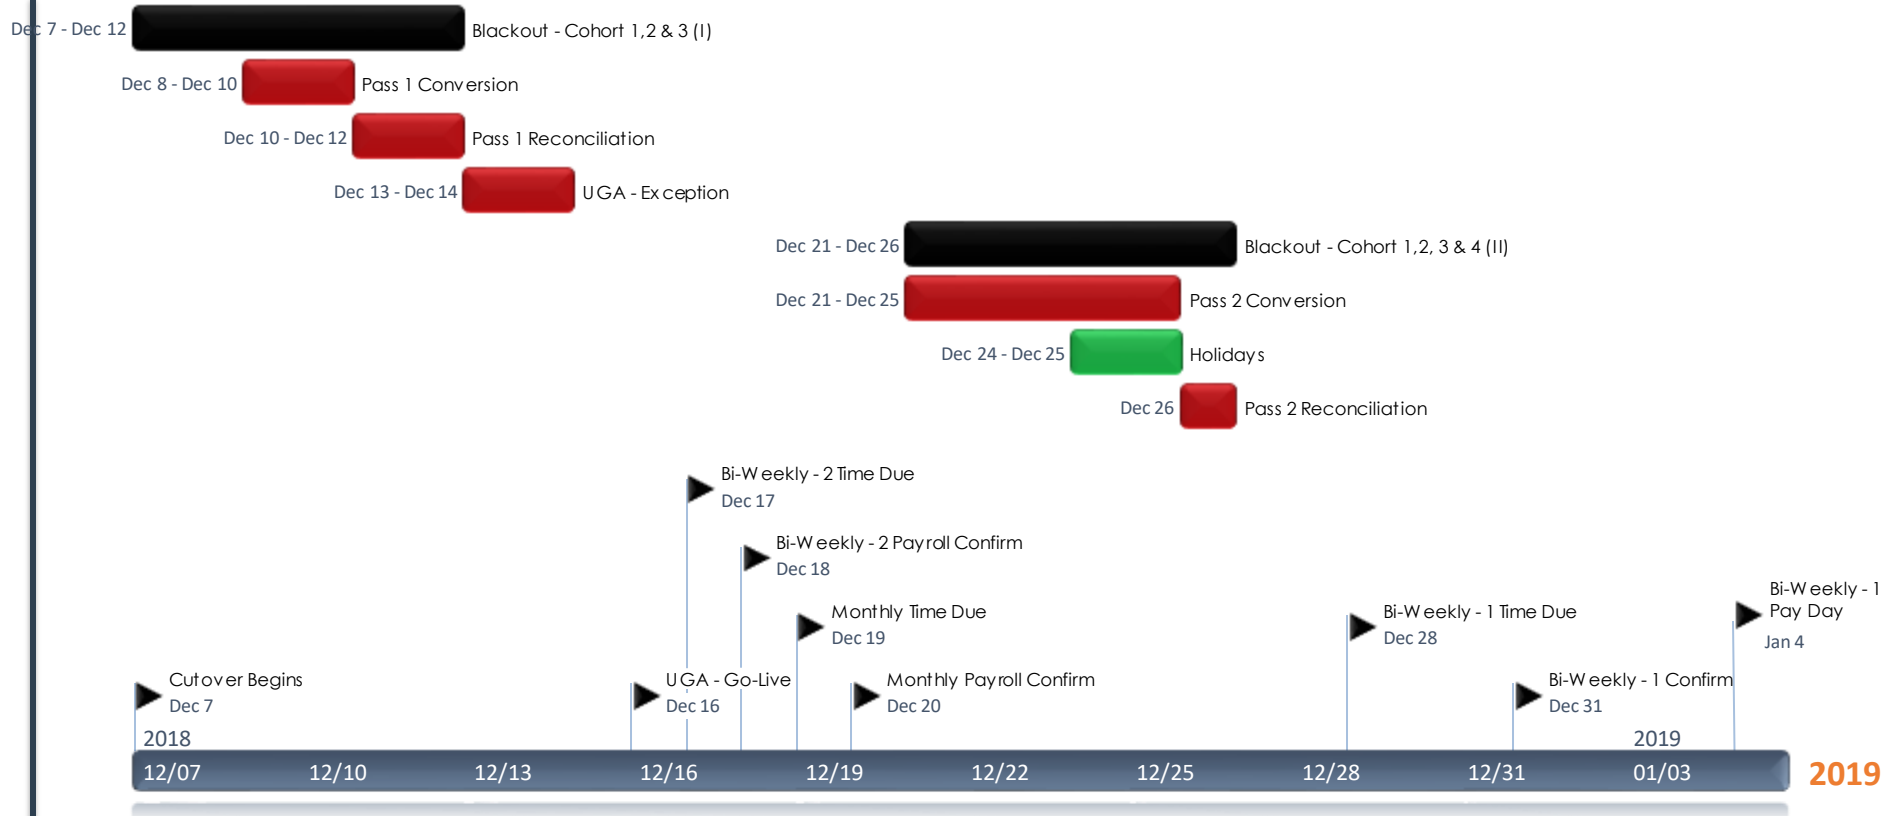 Dec 7 - Dec 12 Blackout - Cohort 1,2 & 3 (I)
Dec 8 - Dec 10 Pass 1 Conversion
Dec 10 - Dec 12 Pass 1 Reconciliation
Dec 13 - Dec 14 UGA - Exception
Dec 21 - Dec 26 Blackout - Cohort 1,2, 3 & 4 (II)
Dec 21 - Dec 25 Pass 2 Conversion
Dec 24 - Dec 25 Holidays
Dec 26 Pass 2 Reconciliation
Bi-Weekly - 2 Time Due
Dec 17
Bi-Weekly - 2 Payroll Confirm
Dec 18
Monthly Time Due
Dec 19
Bi-Weekly - 1 Time Due
Dec 28
Bi-Weekly - 1
Pay Day
Jan 4
Cutover Begins
Dec 7
UGA - Go-Live
Dec 16
Monthly Payroll Confirm
Dec 20
Bi-Weekly - 1 Confirm
Dec 31
2018 2019
12/07 12/10 12/13 12/16 12/19 12/22 12/25 12/28 12/31 01/03 2019